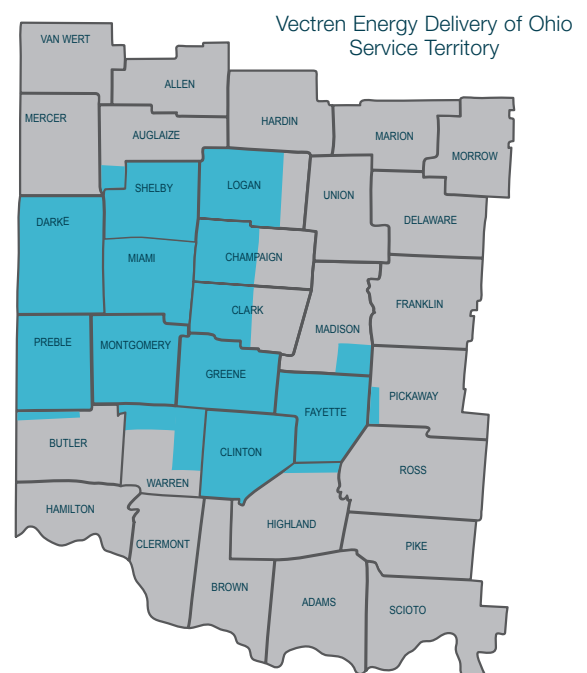 Vectren Energy Delivery of Ohio
Service Territory
VAN WERT
ALLEN
HARDIN
MERCER
AUGLAIZE
MARION
MORROW
SHELBY
LOGAN
UNION
DARKE
DELAWARE
MIAMI
CHAMPAIGN
CLARK
FRANKLIN
MADISON
PREBLE
MONTGOMERY
GREENE
PICKAWAY
FAYETTE
BUTLER
CLINTON
WARREN
ROSS
HAMILTON
HIGHLAND
CLERMONT
PIKE
BROWN
ADAMS
SCIOTO